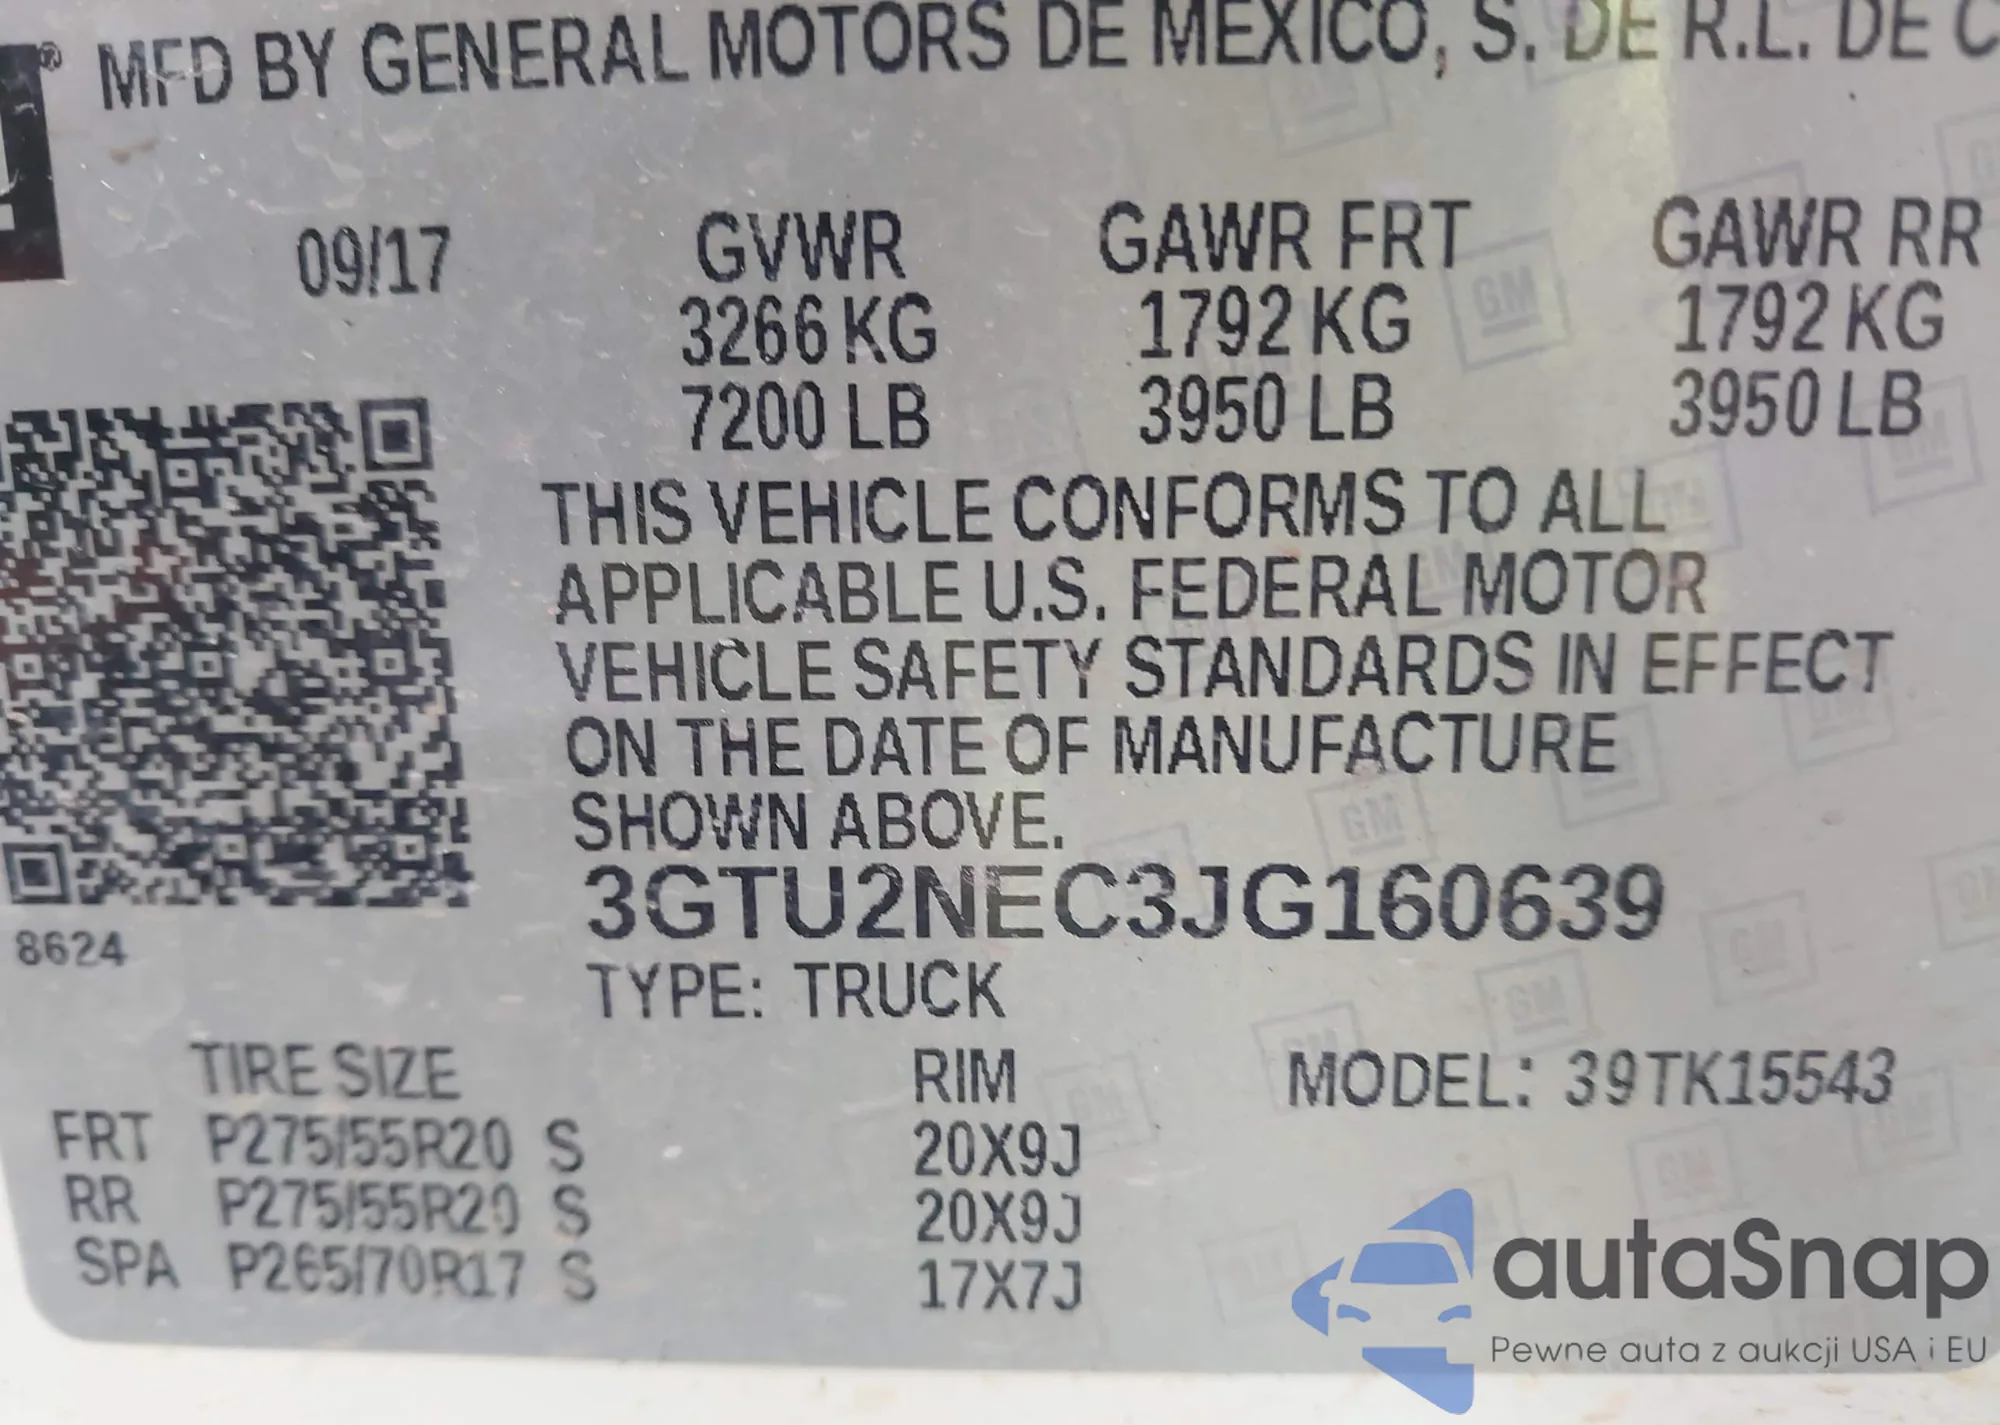 ® MFD BY GENERAL MOTORS DE MEXICO, S. DE R.L. DE C
09/17 GVWR GAWR FRT GAWR RR
3266 KG 1792 KG 1792 KG
7200 LB 3950 LB 3950 LB
THIS VEHICLE CONFORMS TO ALL
APPLICABLE U.S. FEDERAL MOTOR
VEHICLE SAFETY STANDARDS IN EFFECT
ON THE DATE OF MANUFACTURE
SHOWN ABOVE.
3GTU2NEC3JG160639
8624
TYPE: TRUCK
TIRE SIZE RIM MODEL: 39TK15543
FRT P275/55R20 S 20X9J
RR P275/55R20 S 20X9J
SPA P265/70R17 S 17X7J
autaSnap
Pewne auta z aukcji USA i EU